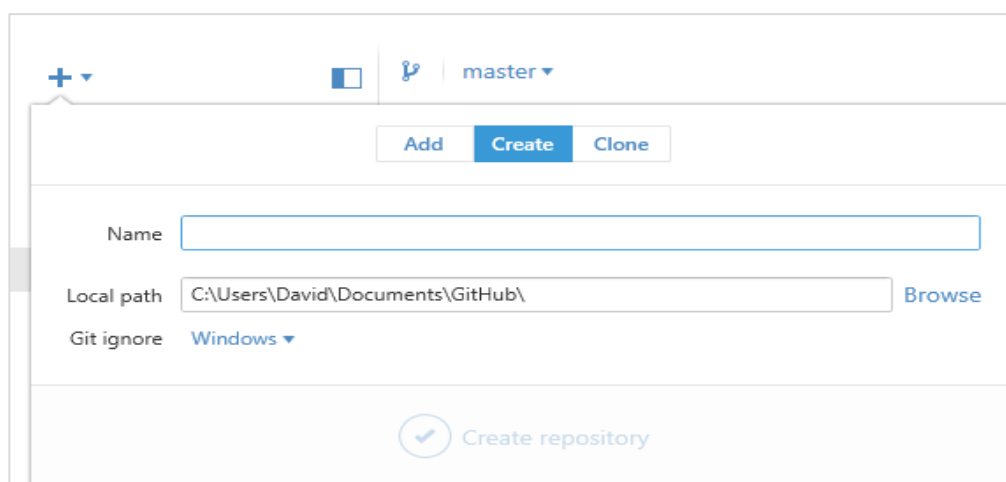 master
Add Create Clone
Name
Local path C:\Users\David\Documents\GitHub\ Browse
Git ignore Windows
Create repository